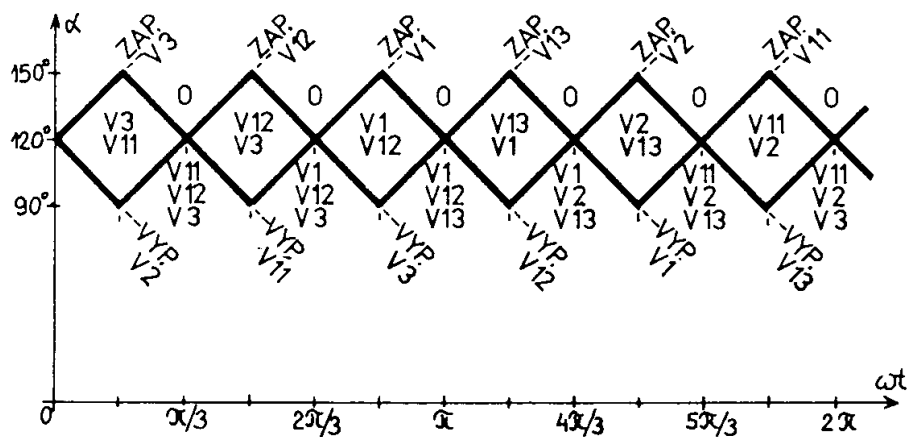 α
ZAP.
V3
ZAP.
V12
ZAP.
V1
ZAP.
V13
ZAP.
V2
ZAP.
V11
150°
0
0
0
0
0
0
120°
V3
V11
V12
V3
V1
V12
V13
V1
V2
V13
V11
V2
V11
V12
V3
V1
V12
V3
V1
V12
V13
V1
V2
V13
V11
V2
V13
V11
V2
V3
90°
VYP.
V2
VYP.
V11
VYP.
V3
VYP.
V12
VYP.
V1
VYP.
V13
ωt
0
π/3
2π/3
π
4π/3
5π/3
2π